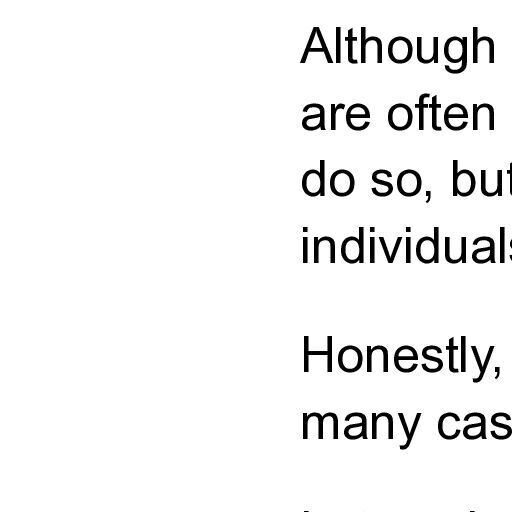 Although
are often
do so, but
individuals
Honestly,
many cas